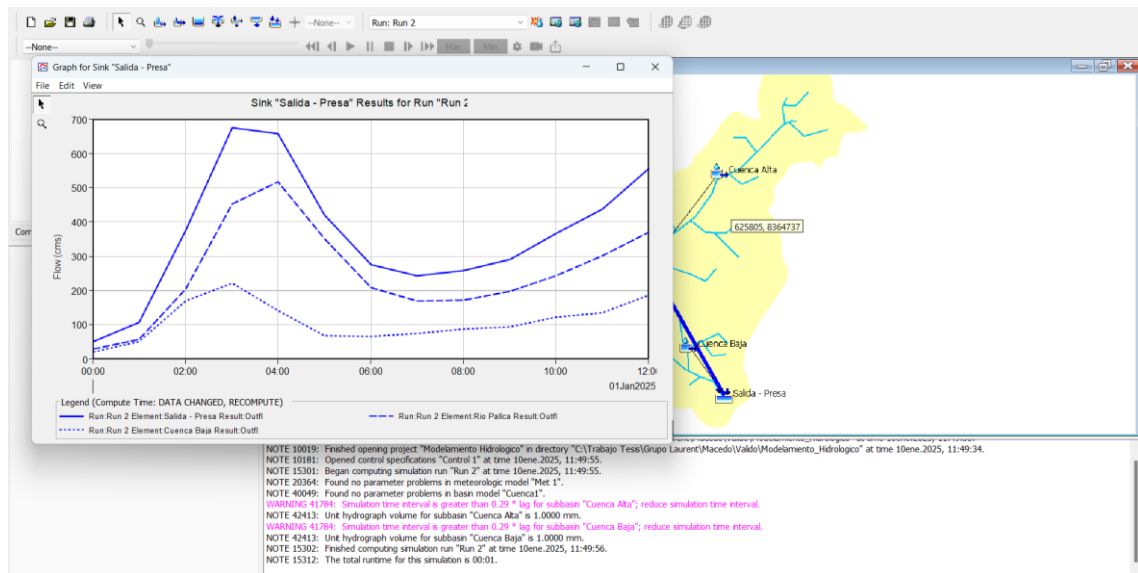 --None--
Run: Run 2
--None--
Max
Min
Graph for Sink "Salida - Presa"
File Edit View
Sink "Salida - Presa" Results for Run "Run 2
700
600
500
400
300
200
100
0
Flow (cms)
00:00 02:00 04:00 06:00 08:00 10:00 12:00
01Jan2025
Legend (Compute Time: DATA CHANGED, RECOMPUTE)
Run:Run 2 Element:Salida - Presa Result:Outfl
Run:Run 2 Element:Rio Pallca Result:Outfl
Run:Run 2 Element:Cuenca Baja Result:Outfl
Com
Cuenca Alta
625805, 8364737
Cuenca Baja
Salida - Presa
NOTE 10019: Finished opening project "Modelamiento Hidrologico" in directory "C:\Trabajo Tesis\Grupo Laurent\Macedo\Valdo\Modelamiento_Hidrologico" at time 10ene.2025, 11:49:34.
NOTE 10181: Opened control specifications "Control 1" at time 10ene.2025, 11:49:55.
NOTE 15301: Began computing simulation run "Run 2" at time 10ene.2025, 11:49:55.
NOTE 20364: Found no parameter problems in meteorologic model "Met 1".
NOTE 40049: Found no parameter problems in basin model "Cuenca1".
WARNING 41784: Simulation time interval is greater than 0.29 * lag for subbasin "Cuenca Alta"; reduce simulation time interval.
NOTE 42413: Unit hydrograph volume for subbasin "Cuenca Alta" is 1.0000 mm.
WARNING 41784: Simulation time interval is greater than 0.29 * lag for subbasin "Cuenca Baja"; reduce simulation time interval.
NOTE 42413: Unit hydrograph volume for subbasin "Cuenca Baja" is 1.0000 mm.
NOTE 15302: Finished computing simulation run "Run 2" at time 10ene.2025, 11:49:56.
NOTE 15312: The total runtime for this simulation is 00:01.